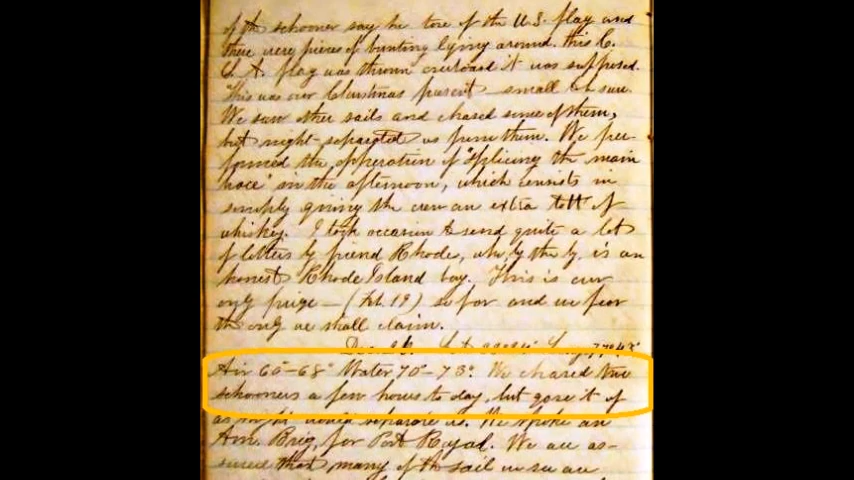 of the schooner say he tore of the U.S. flag and
there were pieces of bunting lying around. this C.
S. A. flag was thrown overboard it was supposed.
This was our Christmas present – small but sure.
We saw other sails and chased some of them,
but night separated us from them. We per-
formed the opperation of "splicing the main
brace" in the afternoon, which consists in
simply giving the crew an extra tott of
whiskey. I took occasion to send quite a lot
of letters by friend Rhode, who, by the by, is an
honest Rhode Island boy. This is our
only prize – (Feb. 19) so far and we fear
the only we shall claim.
Air 60°–68° Water 70°–73°. We chased two
schooners a few hours to day, but gave it up
as night would separate us. We spoke an
Am. Brig, for Port Royal. We are as-
sured that many of the sail we see are